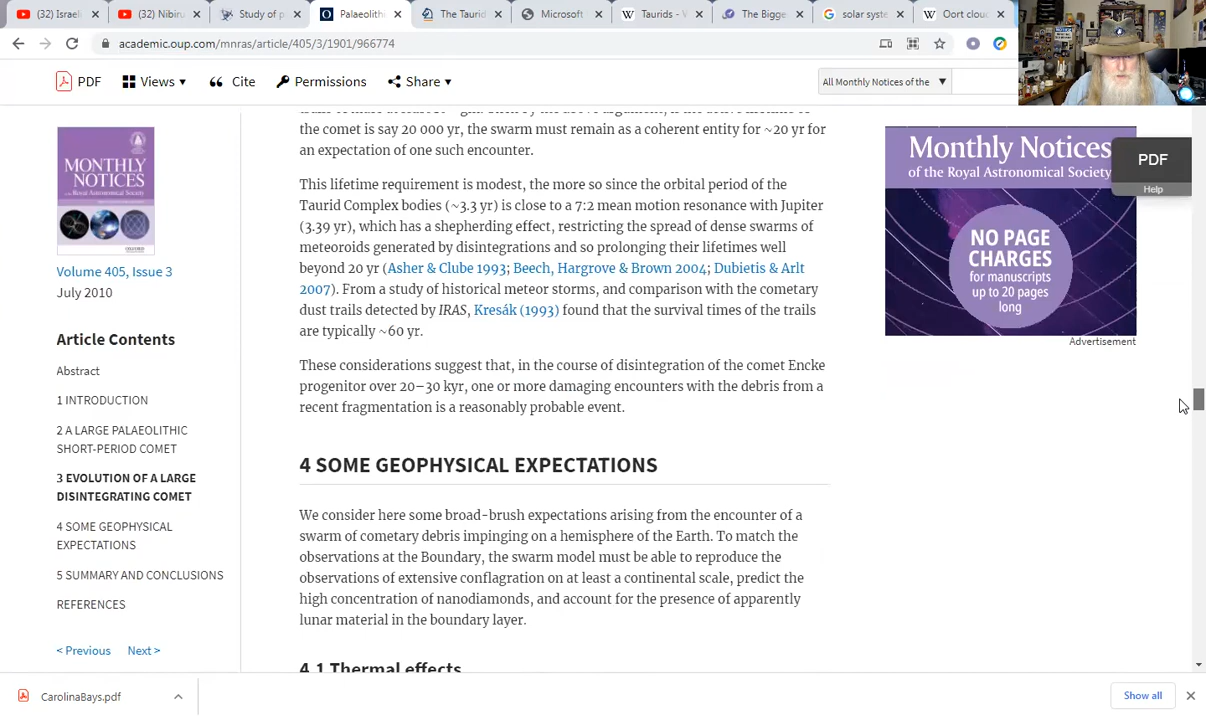 (32) Israeli
(32) Nibiru
Study of p
Palaeolithi
The Taurid
Microsoft
Taurids - W
The Bigge
solar syste
Oort clou
academic.oup.com/mnras/article/405/3/1901/966774
PDF
Views
Cite
Permissions
Share
All Monthly Notices of the
MONTHLY
NOTICES
Volume 405, Issue 3
July 2010
Article Contents
Abstract
1 INTRODUCTION
2 A LARGE PALAEOLITHIC
SHORT-PERIOD COMET
3 EVOLUTION OF A LARGE
DISINTEGRATING COMET
4 SOME GEOPHYSICAL
EXPECTATIONS
5 SUMMARY AND CONCLUSIONS
REFERENCES
< Previous Next >
the comet is say 20 000 yr, the swarm must remain as a coherent entity for ~20 yr for
an expectation of one such encounter.
This lifetime requirement is modest, the more so since the orbital period of the
Taurid Complex bodies (~3.3 yr) is close to a 7:2 mean motion resonance with Jupiter
(3.39 yr), which has a shepherding effect, restricting the spread of dense swarms of
meteoroids generated by disintegrations and so prolonging their lifetimes well
beyond 20 yr (Asher & Clube 1993; Beech, Hargrove & Brown 2004; Dubietis & Arlt
2007). From a study of historical meteor storms, and comparison with the cometary
dust trails detected by IRAS, Kresák (1993) found that the survival times of the trails
are typically ~60 yr.
These considerations suggest that, in the course of disintegration of the comet Encke
progenitor over 20–30 kyr, one or more damaging encounters with the debris from a
recent fragmentation is a reasonably probable event.
4 SOME GEOPHYSICAL EXPECTATIONS
We consider here some broad-brush expectations arising from the encounter of a
swarm of cometary debris impinging on a hemisphere of the Earth. To match the
observations at the Boundary, the swarm model must be able to reproduce the
observations of extensive conflagration on at least a continental scale, predict the
high concentration of nanodiamonds, and account for the presence of apparently
lunar material in the boundary layer.
4.1 Thermal effects
Monthly Notices
of the Royal Astronomical Society
NO PAGE
CHARGES
for manuscripts
up to 20 pages
long
Advertisement
PDF
Help
CarolinaBays.pdf
Show all